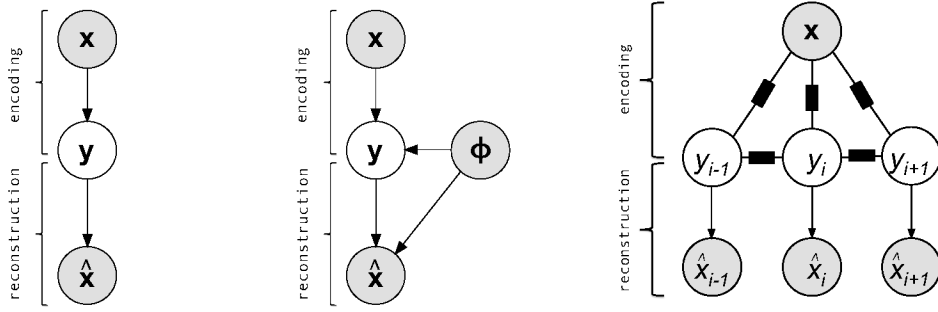 encoding
reconstruction
x
y
x̂
encoding
reconstruction
x
y
ϕ
x̂
encoding
reconstruction
x
y_{i-1}
y_i
y_{i+1}
x̂_{i-1}
x̂_i
x̂_{i+1}